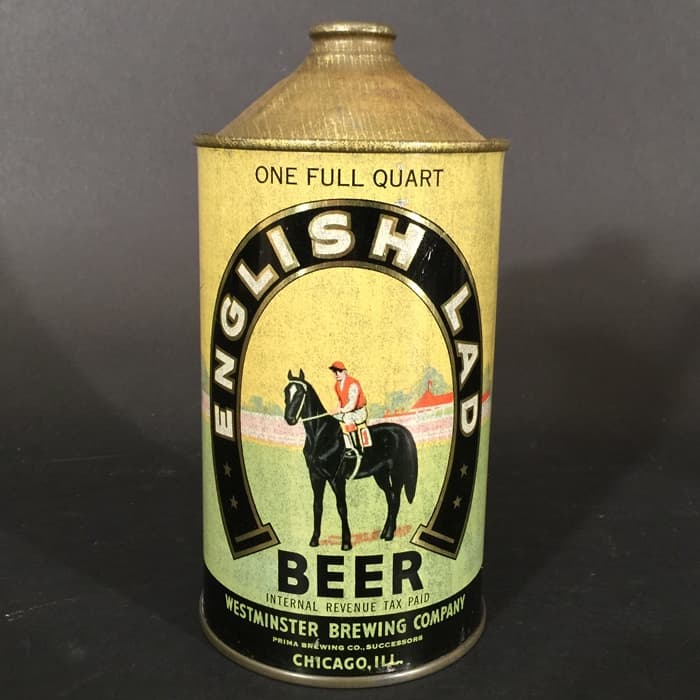 ONE FULL QUART
ENGLISH LAD
1
BEER
INTERNAL REVENUE TAX PAID
WESTMINSTER BREWING COMPANY
PRIMA BREWING CO., SUCCESSORS
CHICAGO, ILL.